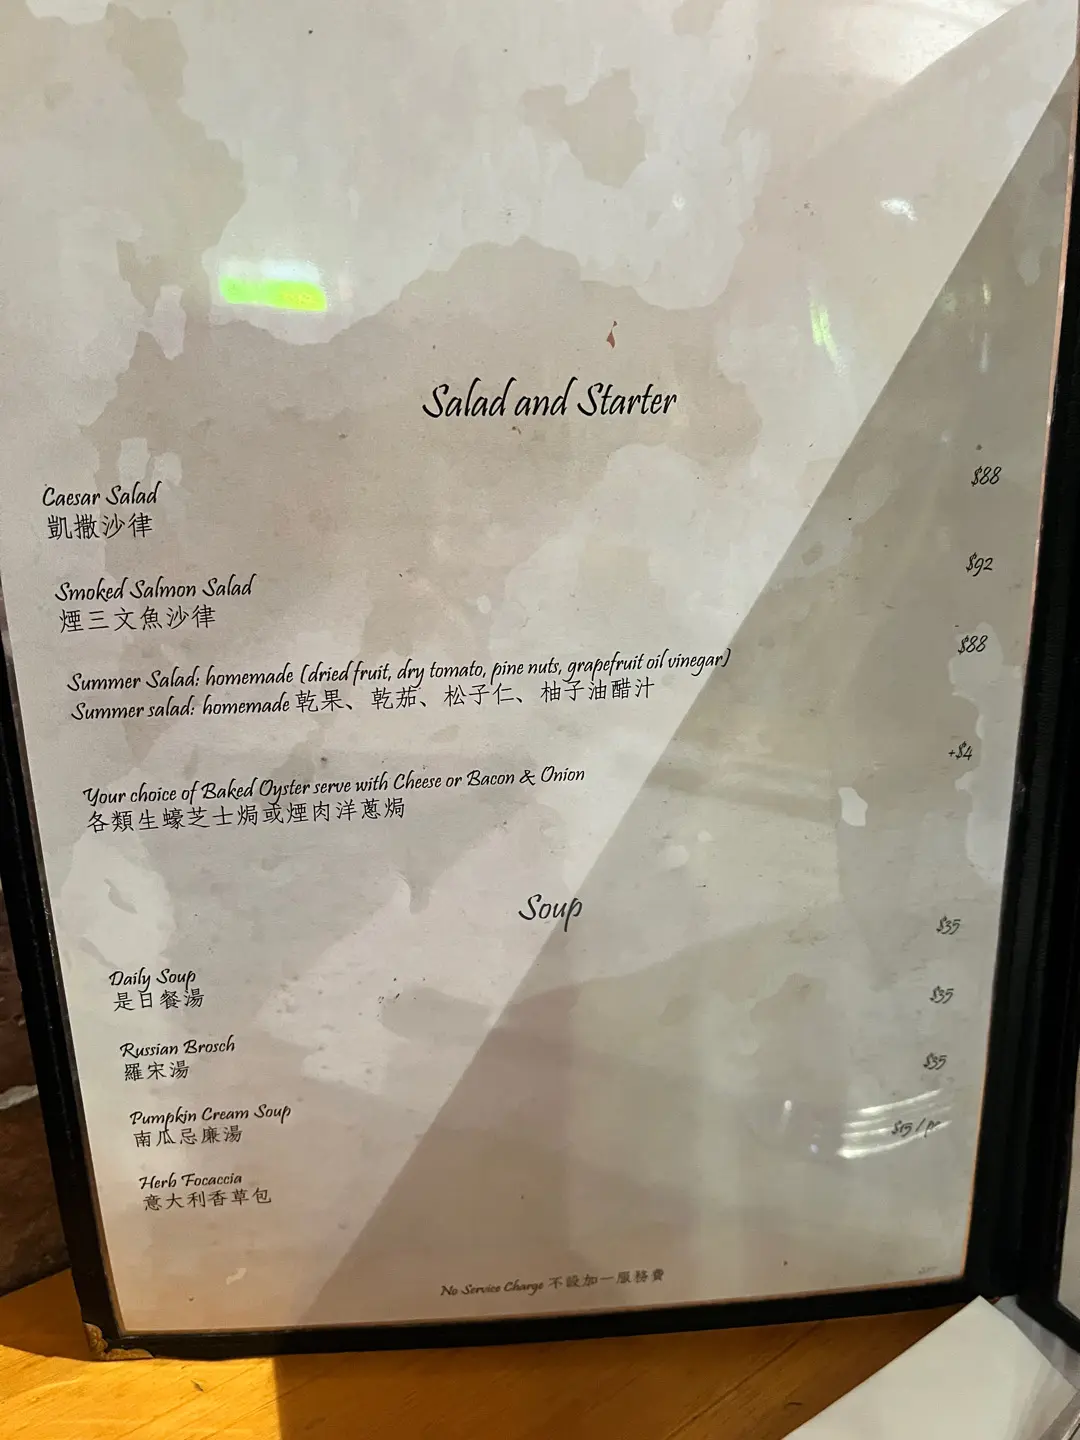 Salad and Starter
Caesar Salad $88
凱撒沙律
Smoked Salmon Salad $92
煙三文魚沙律
Summer Salad: homemade (dried fruit, dry tomato, pine nuts, grapefruit oil vinegar) $88
Summer salad: homemade 乾果、乾茄、松子仁、柚子油醋汁
Your choice of Baked Oyster serve with Cheese or Bacon & Onion +$4
各類生蠔芝士焗或煙肉洋蔥焗
Soup
Daily Soup $35
是日餐湯
Russian Brosch $35
羅宋湯
Pumpkin Cream Soup $35
南瓜忌廉湯
Herb Focaccia $15 / pc
意大利香草包
No Service Charge 不設加一服務費